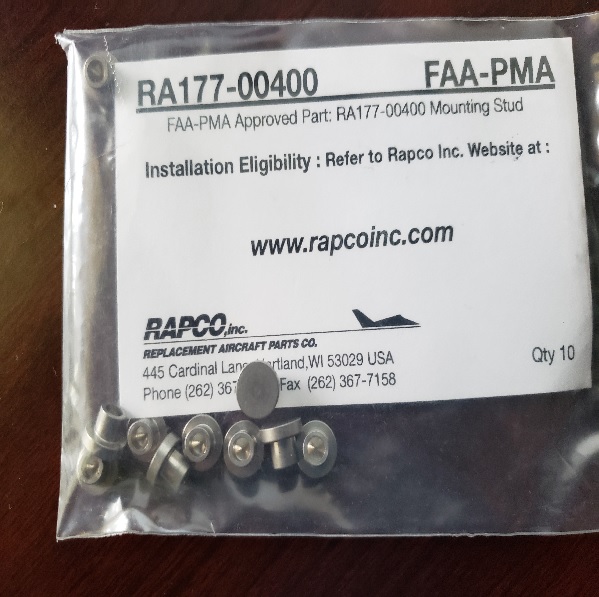 RA177-00400 FAA-PMA
FAA-PMA Approved Part: RA177-00400 Mounting Stud
Installation Eligibility : Refer to Rapco Inc. Website at :
www.rapcoinc.com
RAPCO, inc.
REPLACEMENT AIRCRAFT PARTS CO.
445 Cardinal Lane WI 53029 USA
Phone (262) Fax (262) 367-7158
Qty 10